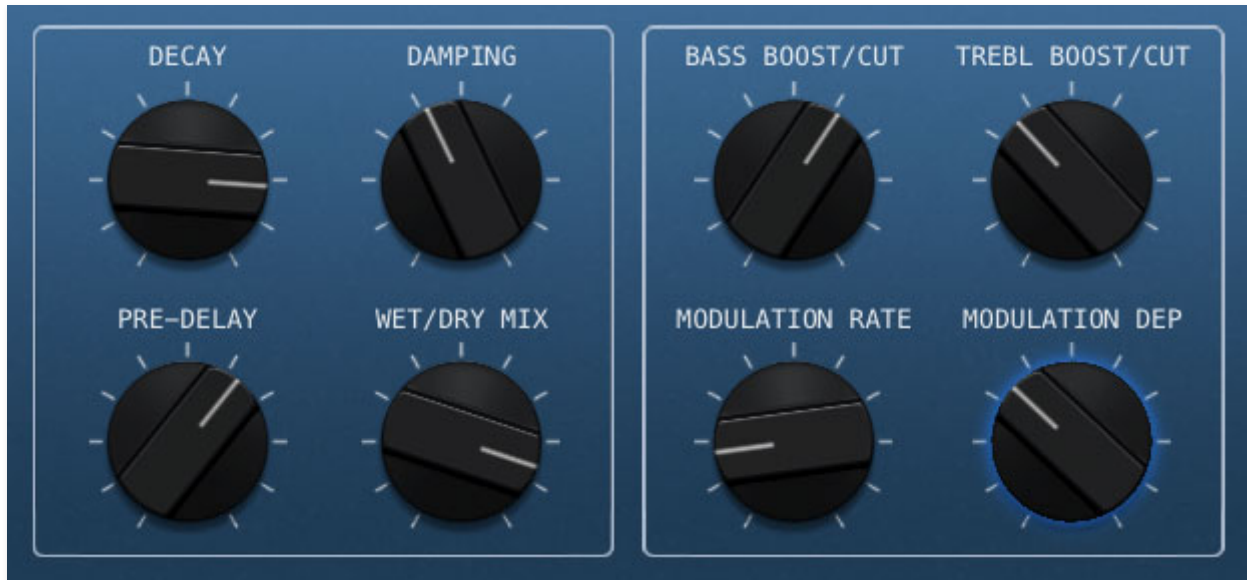 DECAY
DAMPING
BASS BOOST/CUT
TREBL BOOST/CUT
PRE-DELAY
WET/DRY MIX
MODULATION RATE
MODULATION DEP